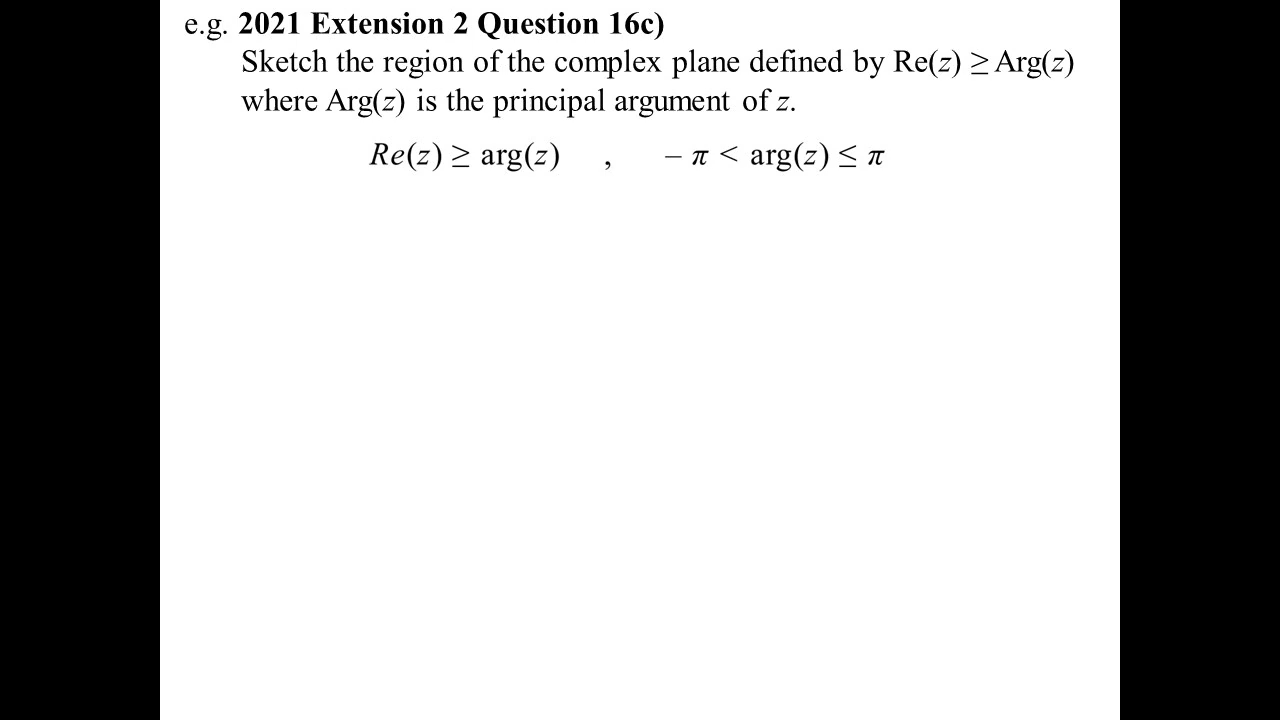 e.g. 2021 Extension 2 Question 16c)
Sketch the region of the complex plane defined by Re(z) ≥ Arg(z)
where Arg(z) is the principal argument of z.
Re(z) ≥ arg(z) , – π < arg(z) ≤ π